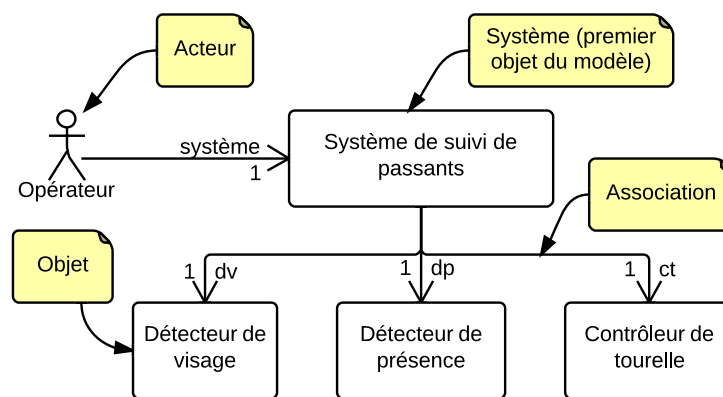 Acteur
Système (premier
objet du modèle)
Opérateur
système
1
Système de suivi de
passants
Association
Objet
1 dv
1 dp
1 ct
Détecteur de
visage
Détecteur de
présence
Contrôleur de
tourelle